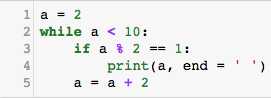 1 a = 2
2 while a < 10:
3     if a % 2 == 1:
4         print(a, end = ' ')
5     a = a + 2